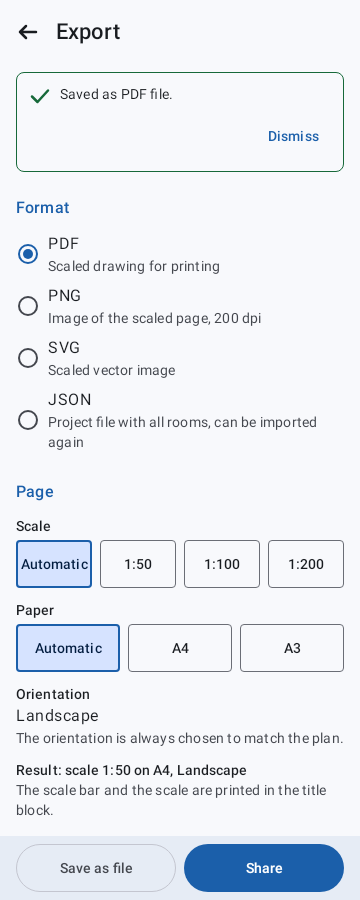 Export
Saved as PDF file.
Dismiss
Format
PDF
Scaled drawing for printing
PNG
Image of the scaled page, 200 dpi
SVG
Scaled vector image
JSON
Project file with all rooms, can be imported
again
Page
Scale
Automatic 1:50 1:100 1:200
Paper
Automatic A4 A3
Orientation
Landscape
The orientation is always chosen to match the plan.
Result: scale 1:50 on A4, Landscape
The scale bar and the scale are printed in the title
block.
Save as file Share